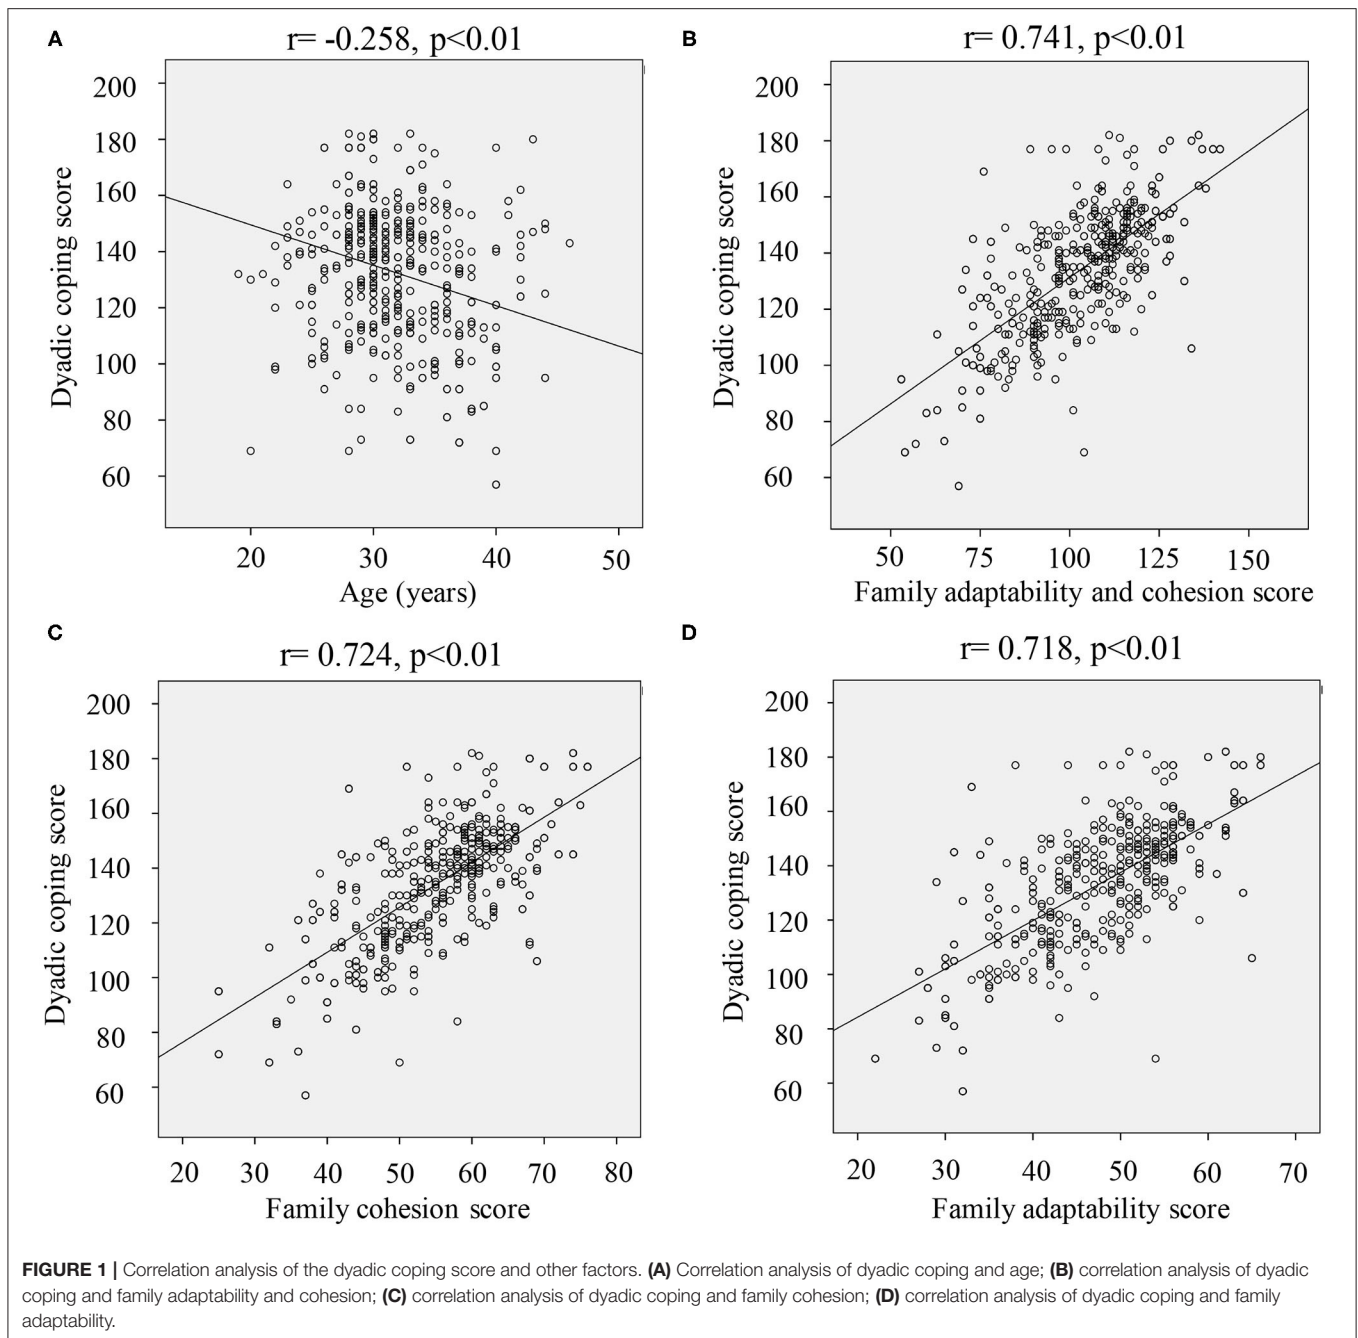 A
r= -0.258, p<0.01
200
180
160
140
120
100
80
60
Dyadic coping score
20 30 40 50
Age (years)
B
r= 0.741, p<0.01
200
180
160
140
120
100
80
60
Dyadic coping score
50 75 100 125 150
Family adaptability and cohesion score
C
r= 0.724, p<0.01
200
180
160
140
120
100
80
60
Dyadic coping score
20 30 40 50 60 70 80
Family cohesion score
D
r= 0.718, p<0.01
200
180
160
140
120
100
80
60
Dyadic coping score
20 30 40 50 60 70
Family adaptability score
FIGURE 1 | Correlation analysis of the dyadic coping score and other factors. (A) Correlation analysis of dyadic coping and age; (B) correlation analysis of dyadic
coping and family adaptability and cohesion; (C) correlation analysis of dyadic coping and family cohesion; (D) correlation analysis of dyadic coping and family
adaptability.